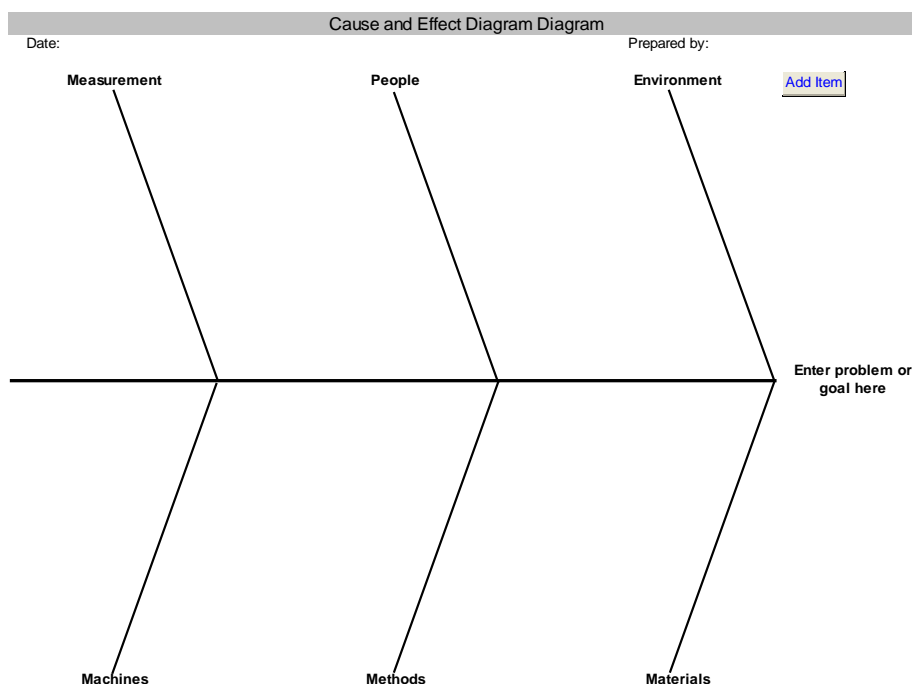 Cause and Effect Diagram Diagram
Date:
Prepared by:
Measurement
People
Environment
Add Item
Enter problem or
goal here
Machines
Methods
Materials